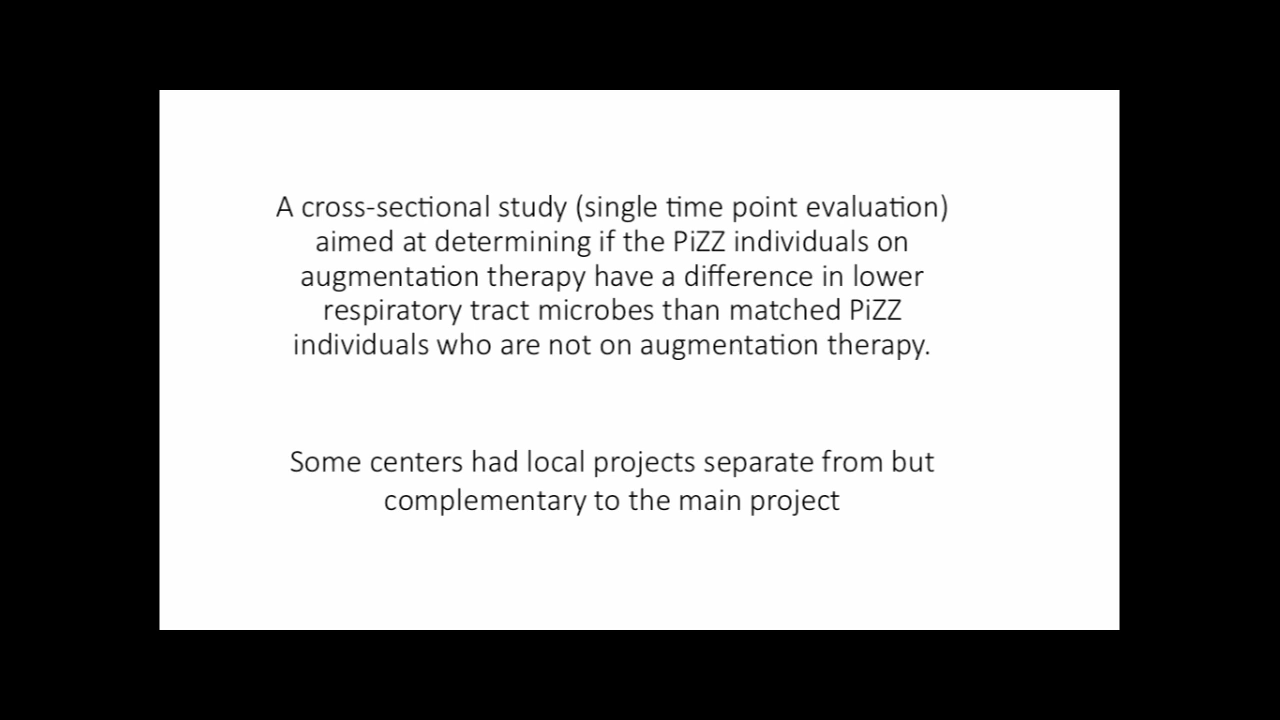 A cross-sectional study (single time point evaluation)
aimed at determining if the PiZZ individuals on
augmentation therapy have a difference in lower
respiratory tract microbes than matched PiZZ
individuals who are not on augmentation therapy.
Some centers had local projects separate from but
complementary to the main project